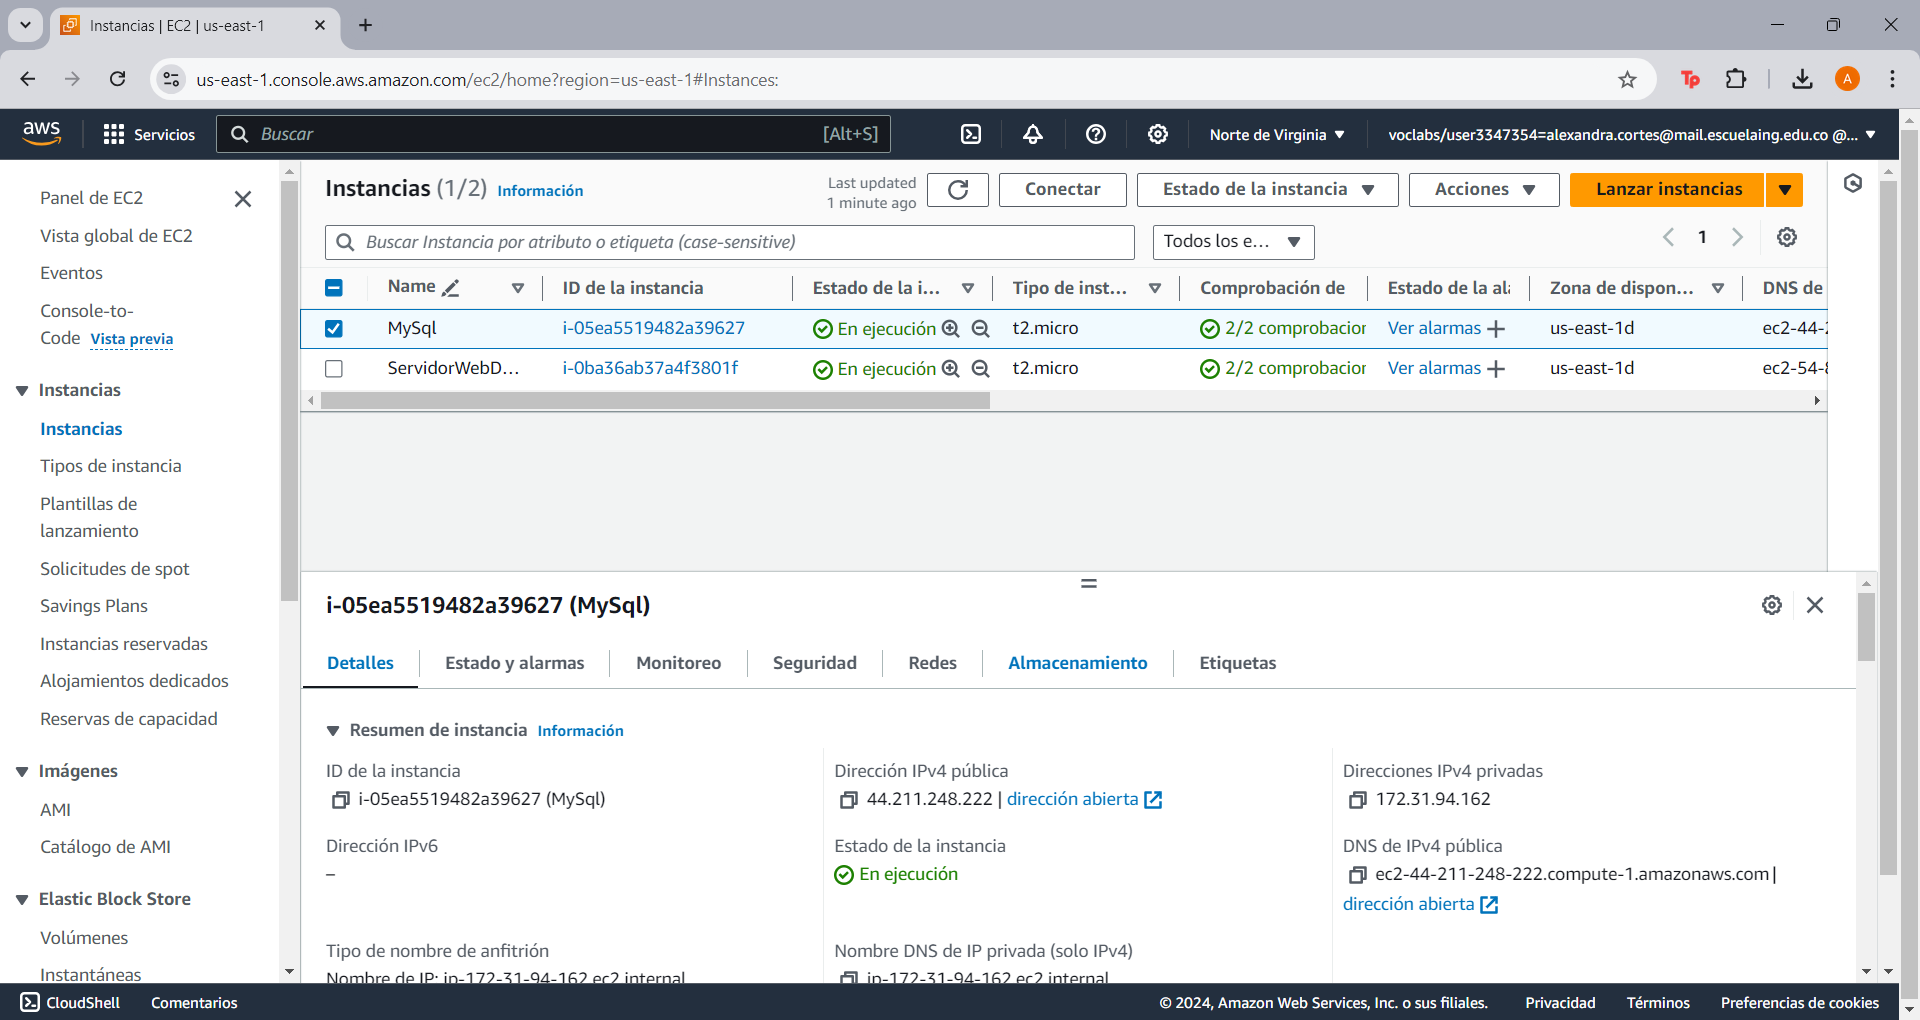 Instancias | EC2 | us-east-1
us-east-1.console.aws.amazon.com/ec2/home?region=us-east-1#Instances:
Tp
A
aws
Servicios
Buscar
[Alt+S]
Norte de Virginia
voclabs/user3347354=alexandra.cortes@mail.escuelaing.edu.co @...
Panel de EC2
Vista global de EC2
Eventos
Console-to-
Code Vista previa
Instancias
Instancias
Tipos de instancia
Plantillas de
lanzamiento
Solicitudes de spot
Savings Plans
Instancias reservadas
Alojamientos dedicados
Reservas de capacidad
Imágenes
AMI
Catálogo de AMI
Elastic Block Store
Volúmenes
Instantáneas
Instancias (1/2) Información
Last updated
1 minute ago
Conectar
Estado de la instancia
Acciones
Lanzar instancias
Buscar Instancia por atributo o etiqueta (case-sensitive)
Todos los e...
1
Name ID de la instancia Estado de la i... Tipo de inst... Comprobación de Estado de la ala Zona de dispon... DNS de
MySql i-05ea5519482a39627 En ejecución t2.micro 2/2 comprobacior Ver alarmas us-east-1d ec2-44-2
ServidorWebD... i-0ba36ab37a4f3801f En ejecución t2.micro 2/2 comprobacior Ver alarmas us-east-1d ec2-54-8
i-05ea5519482a39627 (MySql)
Detalles
Estado y alarmas
Monitoreo
Seguridad
Redes
Almacenamiento
Etiquetas
Resumen de instancia Información
ID de la instancia
i-05ea5519482a39627 (MySql)
Dirección IPv4 pública
44.211.248.222 | dirección abierta
Direcciones IPv4 privadas
172.31.94.162
Dirección IPv6
–
Estado de la instancia
En ejecución
DNS de IPv4 pública
ec2-44-211-248-222.compute-1.amazonaws.com |
dirección abierta
Tipo de nombre de anfitrión
Nombre de IP: ip-172-31-94-162.ec2.internal
Nombre DNS de IP privada (solo IPv4)
ip-172-31-94-162.ec2.internal
CloudShell
Comentarios
© 2024, Amazon Web Services, Inc. o sus filiales.
Privacidad
Términos
Preferencias de cookies